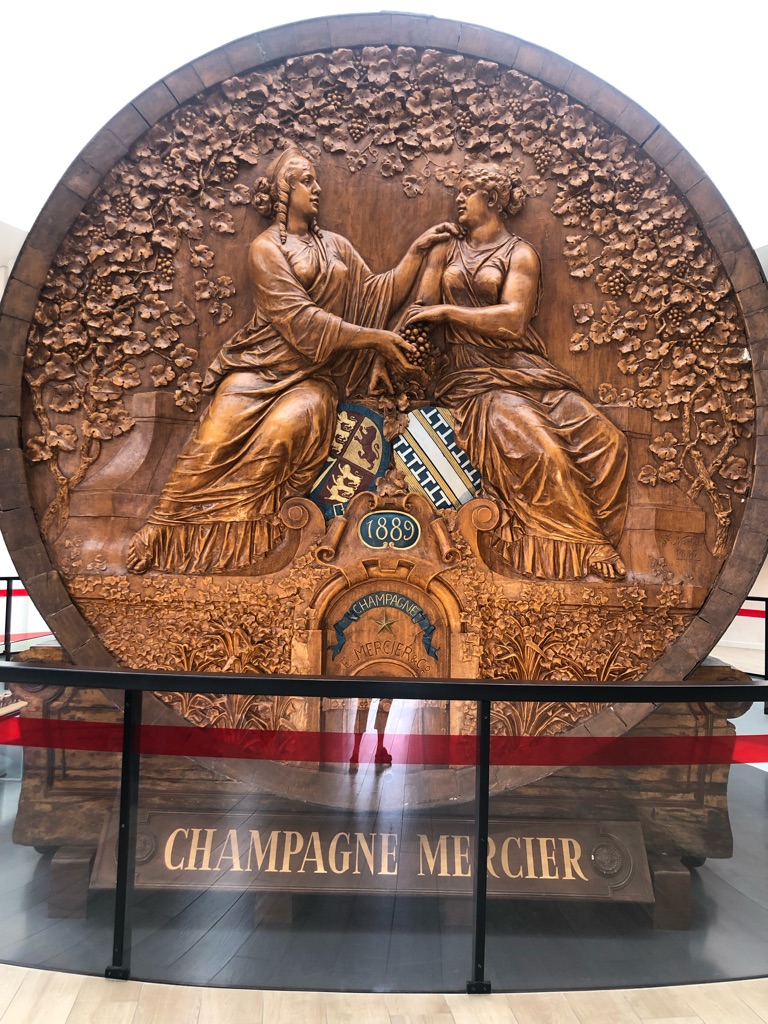 1889
CHAMPAGNE
E. MERCIER & Cie
CHAMPAGNE MERCIER